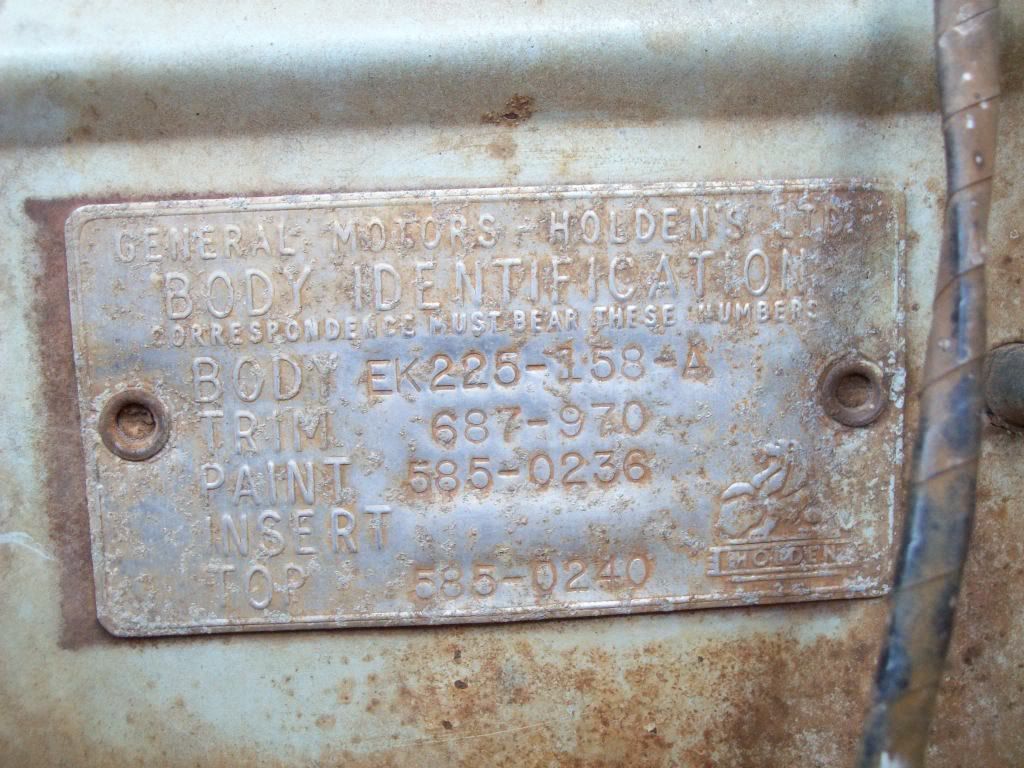 GENERAL MOTORS - HOLDEN'S LTD.
BODY IDENTIFICATION
CORRESPONDENCE MUST BEAR THESE NUMBERS
BODY EK225-158-A
TRIM 687-970
PAINT 585-0236
INSERT
TOP 585-0240
HOLDEN